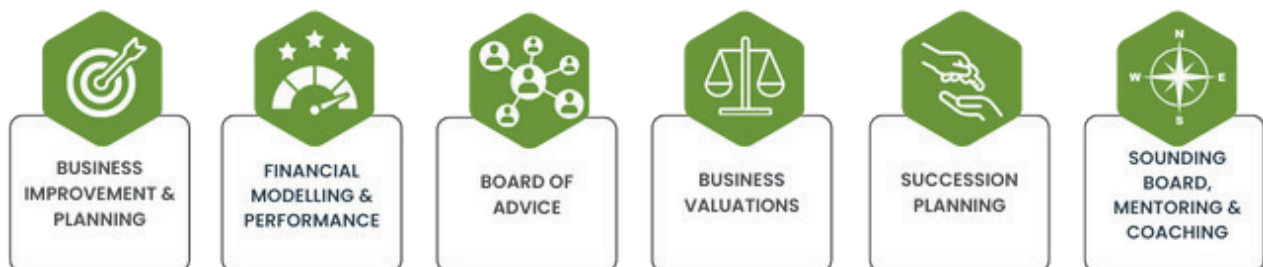 BUSINESS
IMPROVEMENT &
PLANNING
FINANCIAL
MODELLING &
PERFORMANCE
BOARD OF
ADVICE
BUSINESS
VALUATIONS
SUCCESSION
PLANNING
N
W E
S
SOUNDING
BOARD,
MENTORING &
COACHING